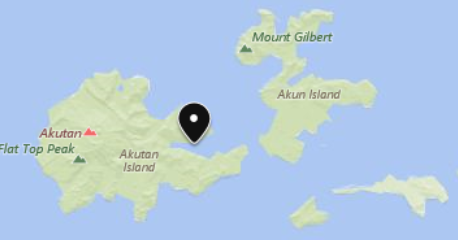 Mount Gilbert
Akun Island
Akutan
Flat Top Peak
Akutan
Island